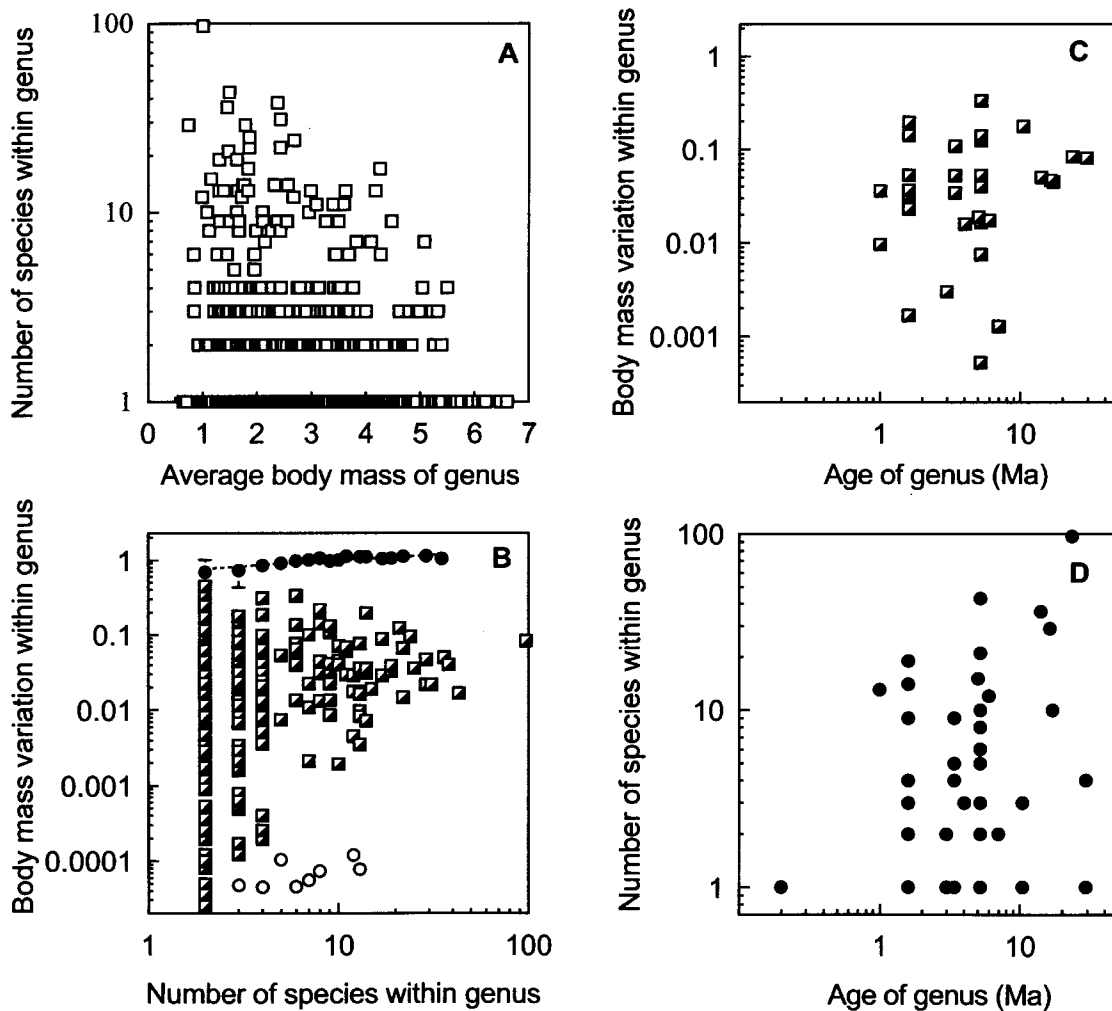 Number of species within genus
100
10
1
A
0 1 2 3 4 5 6 7
Average body mass of genus
Body mass variation within genus
1
0.1
0.01
0.001
C
1 10
Age of genus (Ma)
Body mass variation within genus
1
0.1
0.01
0.001
0.0001
B
1 10 100
Number of species within genus
Number of species within genus
100
10
1
D
1 10
Age of genus (Ma)